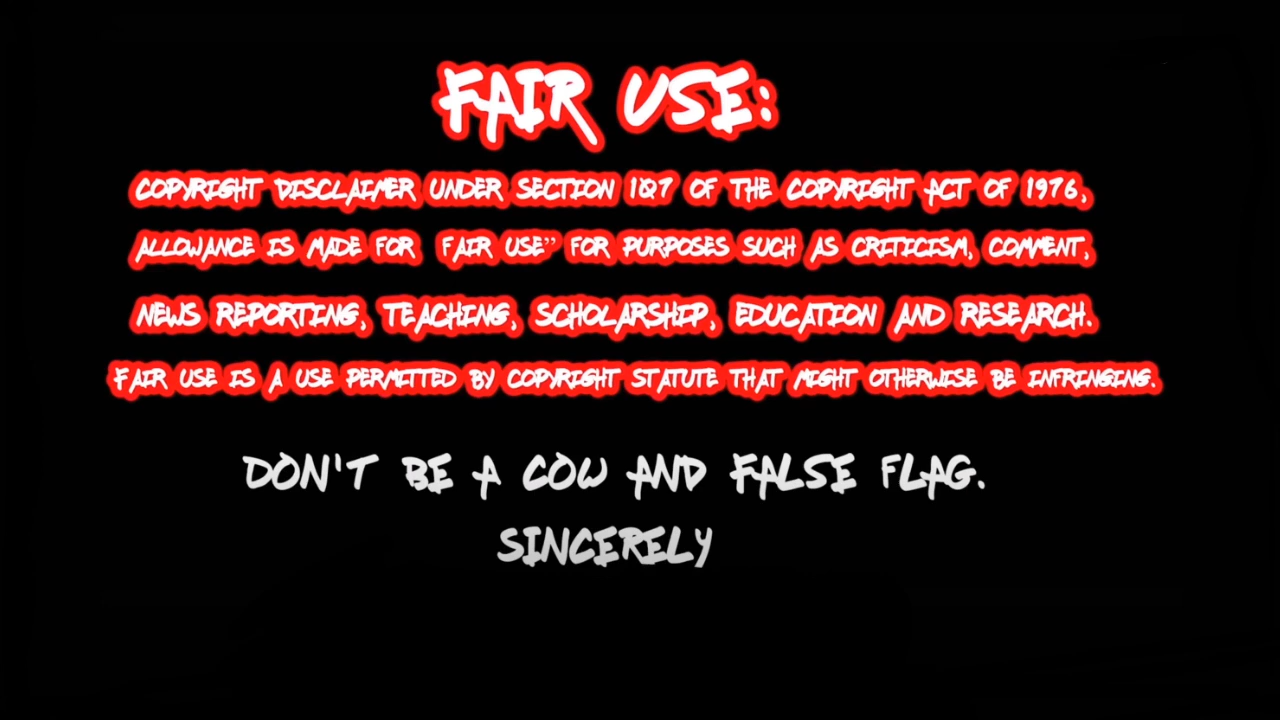 FAIR USE:
COPYRIGHT DISCLAIMER UNDER SECTION 107 OF THE COPYRIGHT ACT OF 1976,
ALLOWANCE IS MADE FOR FAIR USE” FOR PURPOSES SUCH AS CRITICISM, COMMENT,
NEWS REPORTING, TEACHING, SCHOLARSHIP, EDUCATION AND RESEARCH.
FAIR USE IS A USE PERMITTED BY COPYRIGHT STATUTE THAT MIGHT OTHERWISE BE INFRINGING.
DON'T BE A COW AND FALSE FLAG.
SINCERELY